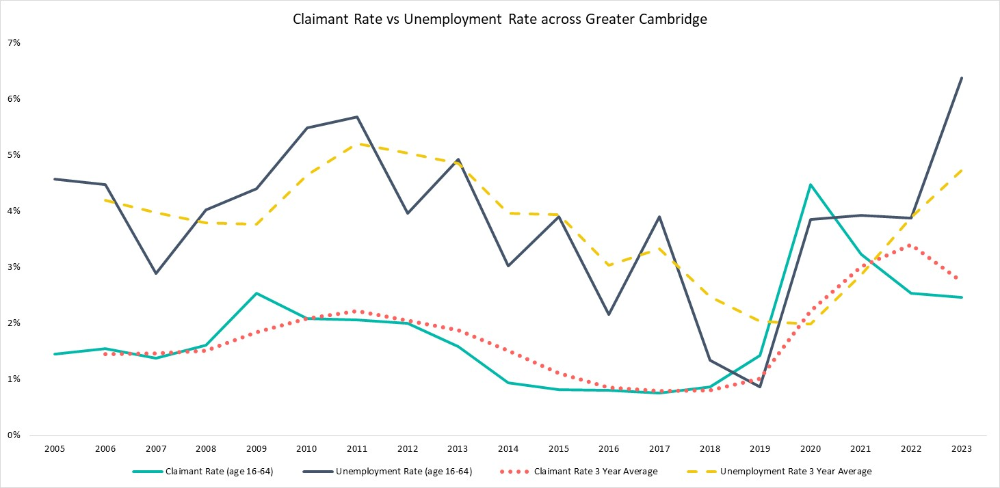 Claimant Rate vs Unemployment Rate across Greater Cambridge
7%
6%
5%
4%
3%
2%
1%
0%
2005 2006 2007 2008 2009 2010 2011 2012 2013 2014 2015 2016 2017 2018 2019 2020 2021 2022 2023
Claimant Rate (age 16-64) Unemployment Rate (age 16-64) Claimant Rate 3 Year Average Unemployment Rate 3 Year Average